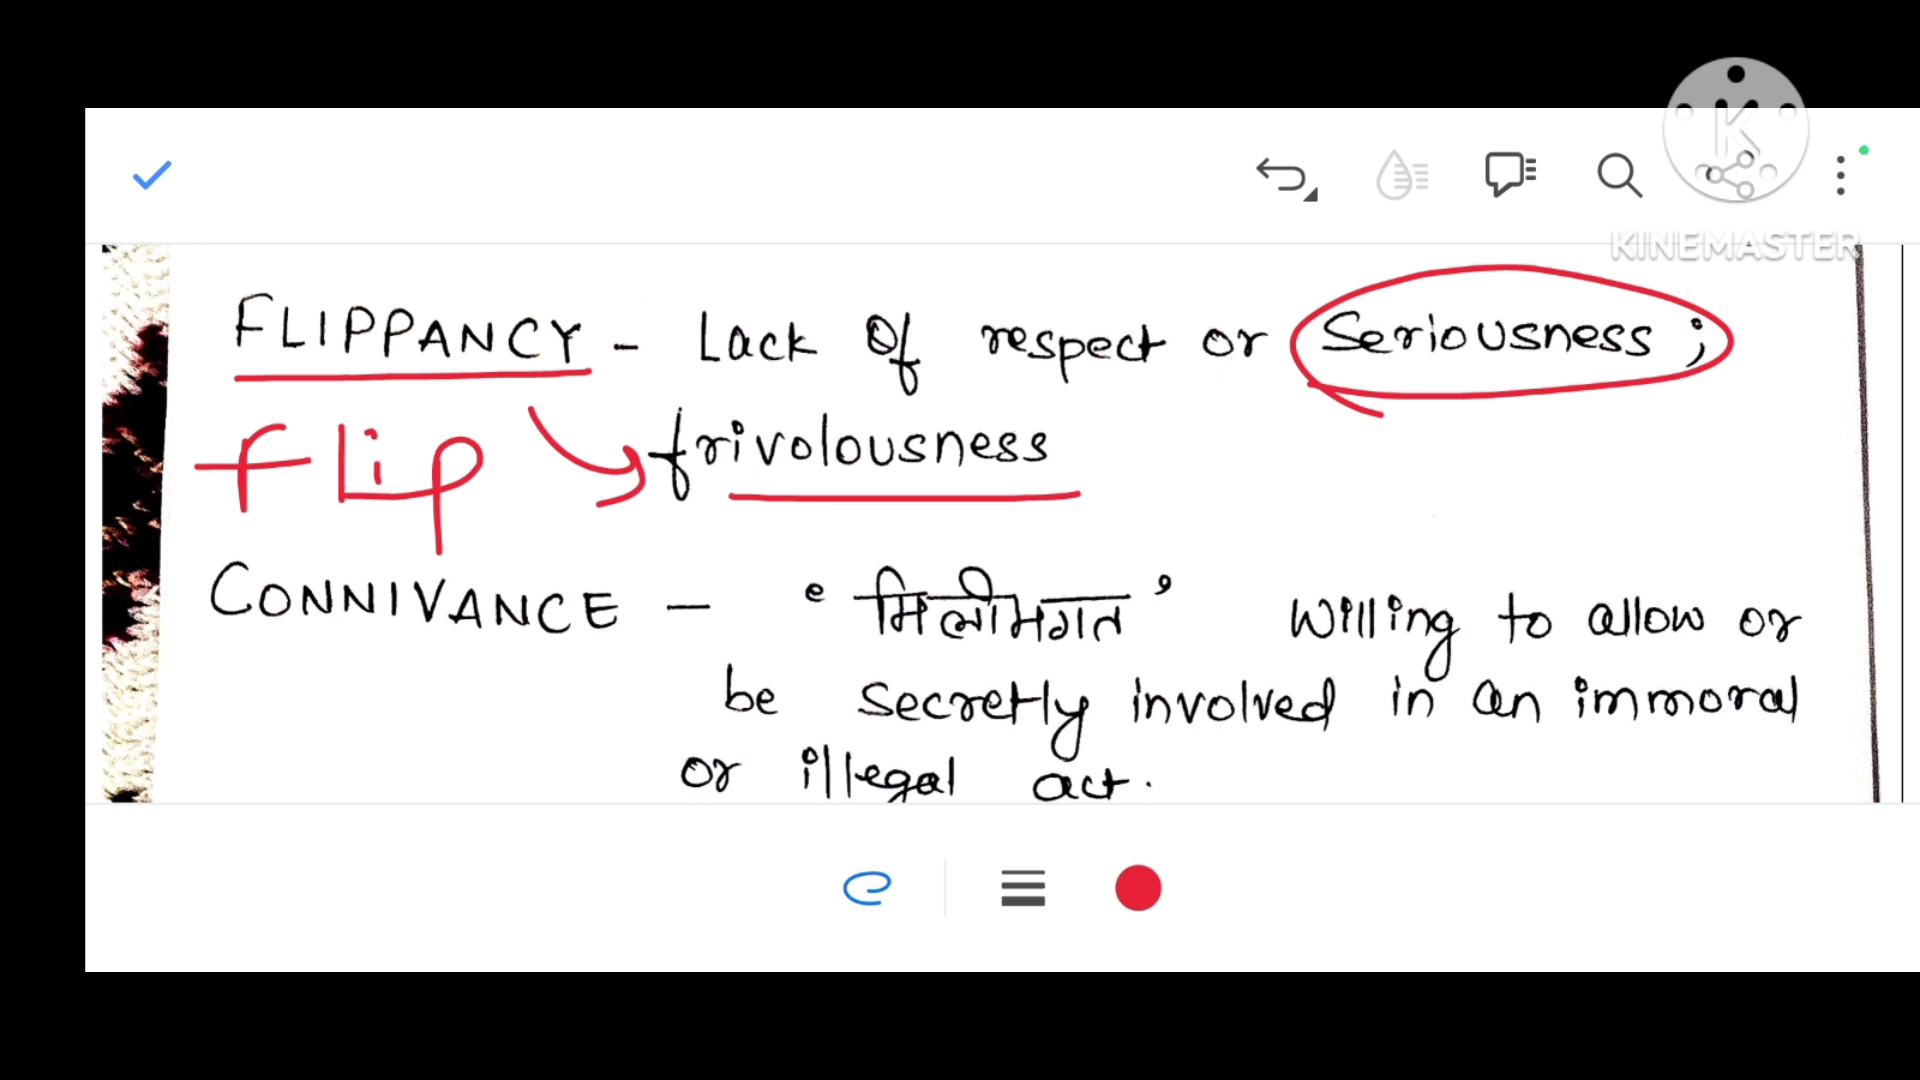 KINEMASTER
FLIPPANCY - Lack Of respect or Seriousness ;
flip frivolousness
CONNIVANCE - ' मिलीभगत ' Willing to allow or
be secretly involved in an immoral
or illegal act.